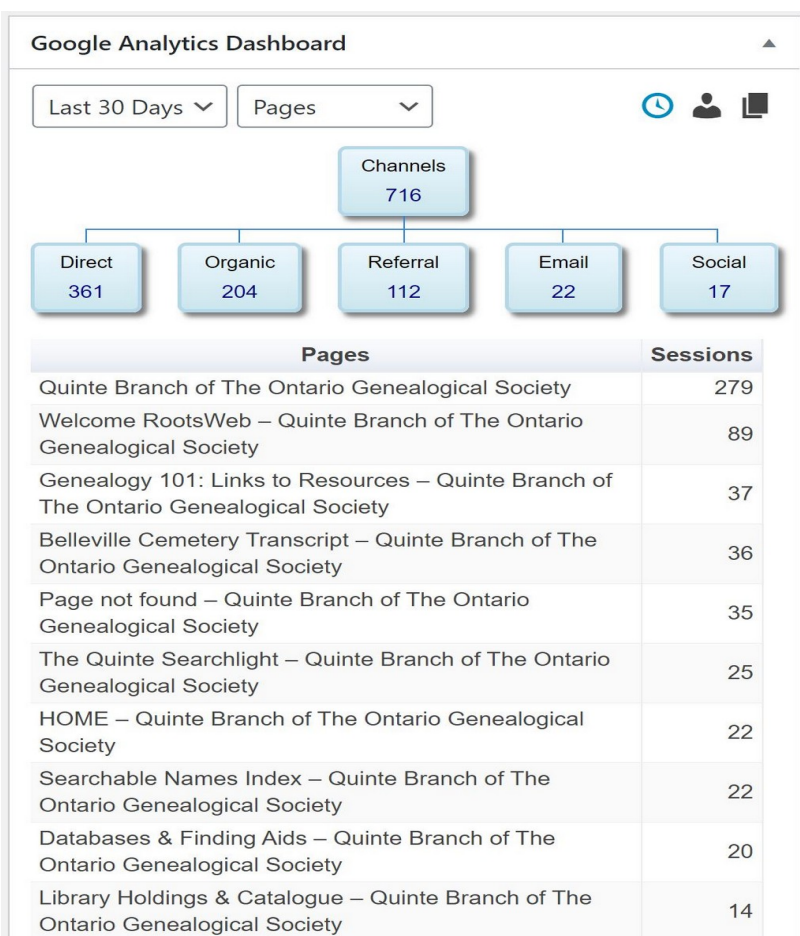 Google Analytics Dashboard
Last 30 Days Pages
Channels
716
Direct Organic Referral Email Social
361 204 112 22 17
Pages Sessions
Quinte Branch of The Ontario Genealogical Society 279
Welcome RootsWeb – Quinte Branch of The Ontario
Genealogical Society
89
Genealogy 101: Links to Resources – Quinte Branch of
The Ontario Genealogical Society
37
Belleville Cemetery Transcript – Quinte Branch of The
Ontario Genealogical Society
36
Page not found – Quinte Branch of The Ontario
Genealogical Society
35
The Quinte Searchlight – Quinte Branch of The Ontario
Genealogical Society
25
HOME – Quinte Branch of The Ontario Genealogical
Society
22
Searchable Names Index – Quinte Branch of The
Ontario Genealogical Society
22
Databases & Finding Aids – Quinte Branch of The
Ontario Genealogical Society
20
Library Holdings & Catalogue – Quinte Branch of The
Ontario Genealogical Society
14